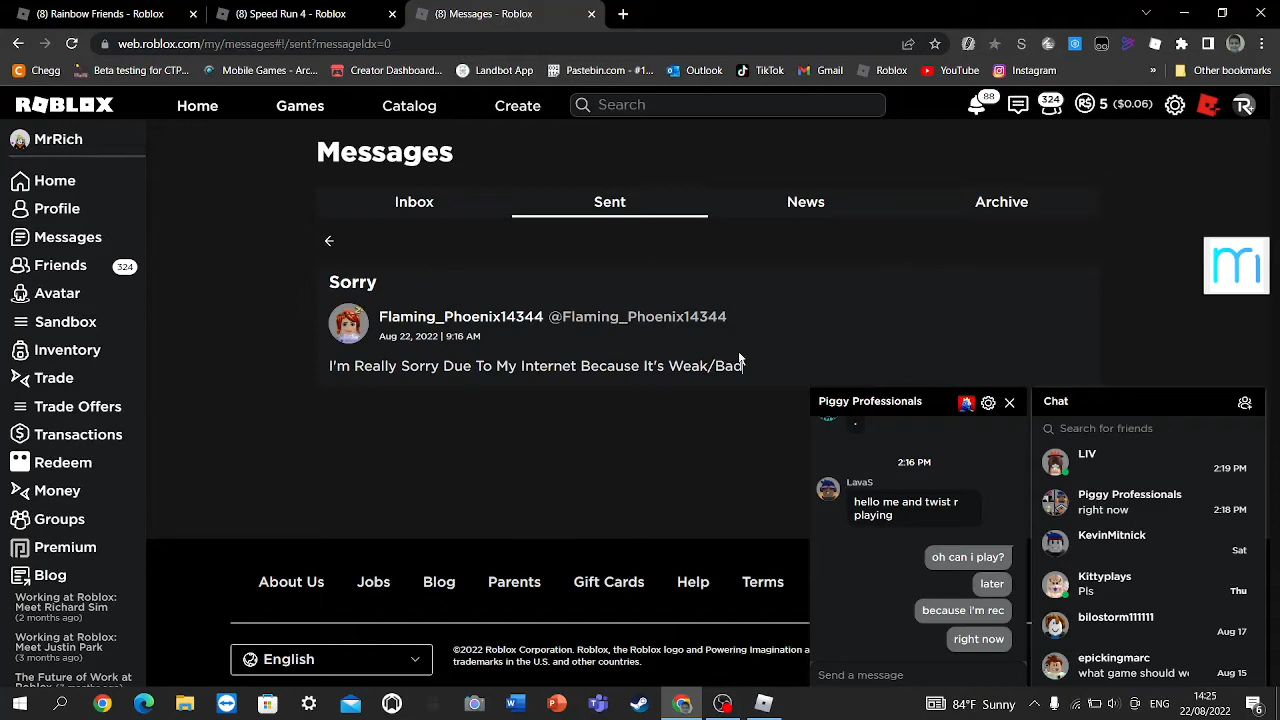 (8) Rainbow Friends - Roblox
(8) Speed Run 4 - Roblox
(8) Messages - Roblox
web.roblox.com/my/messages#!/sent?messageIdx=0
Chegg
Beta testing for CTP...
Mobile Games - Arc...
Creator Dashboard...
Landbot App
Pastebin.com - #1...
Outlook
TikTok
Gmail
Roblox
YouTube
Instagram
»
Other bookmarks
ROBLOX
Home
Games
Catalog
Create
Search
88
324
5 ($0.06)
MrRich
Home
Profile
Messages
Friends
324
Avatar
Inventory
Trade
Trade Offers
Transactions
Redeem
Money
Groups
Premium
Blog
Working at Roblox:
Meet Richard Sim
(2 months ago)
Working at Roblox:
Meet Justin Park
(3 months ago)
The Future of Work at
Messages
Inbox
Sent
News
Archive
Sorry
Flaming_Phoenix14344 @Flaming_Phoenix14344
Aug 22, 2022 | 9:16 AM
I'm Really Sorry Due To My Internet Because It's Weak/Bad
m
About Us
Jobs
Blog
Parents
Gift Cards
Help
Terms
English
©2022 Roblox Corporation. Roblox, the Roblox logo and Powering Imagination a
trademarks in the U.S. and other countries.
Piggy Professionals
2:16 PM
LavaS
hello me and twist r
playing
oh can i play?
later
because i'm rec
right now
Send a message
Chat
Search for friends
LIV
2:19 PM
Piggy Professionals
right now
2:18 PM
KevinMitnick
Sat
Kittyplays
Pls
Thu
bilostorm111111
Aug 17
epickingmarc
what game should we
Aug 15
84°F Sunny
ENG
14:25
22/08/2022
6